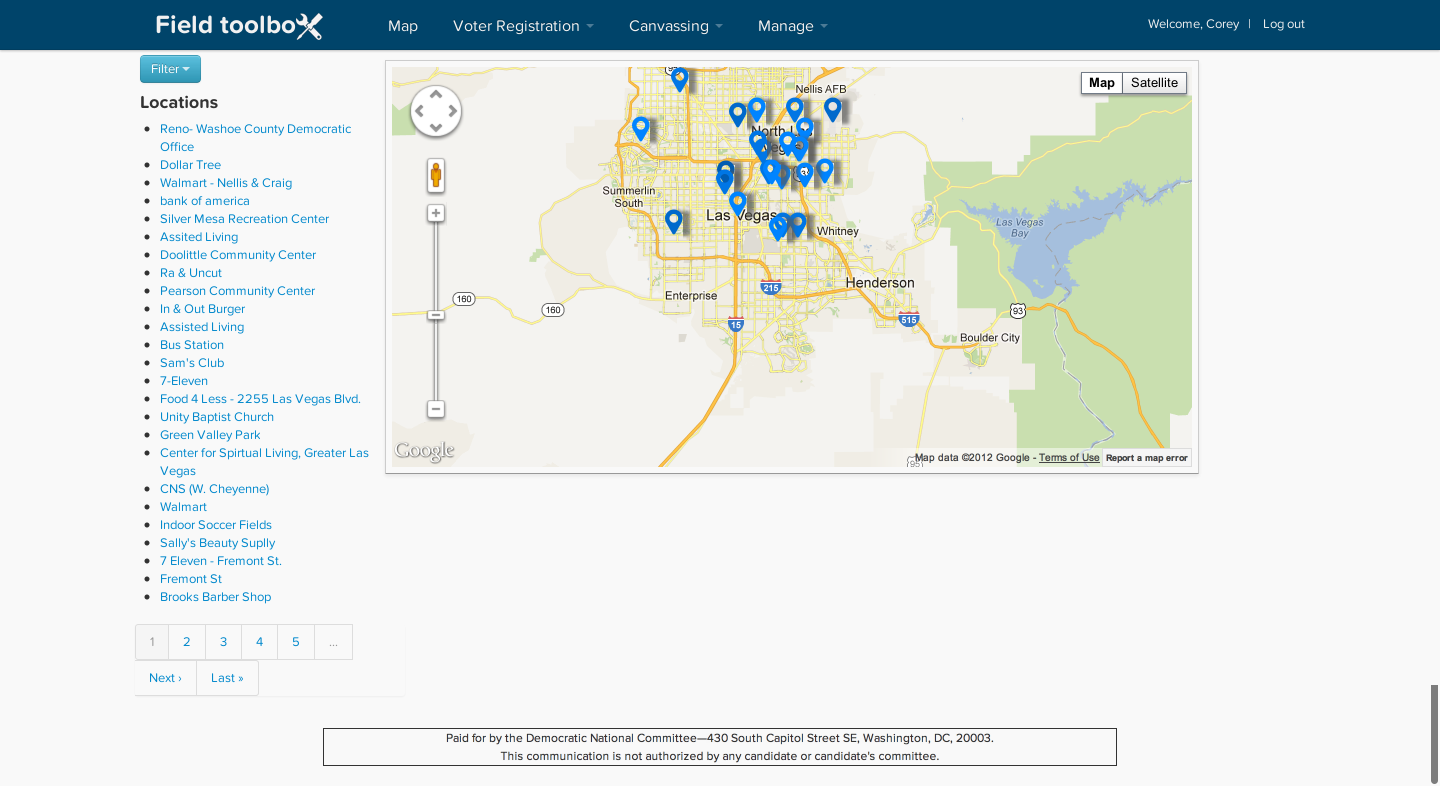 Field toolbo
Map
Voter Registration
Canvassing
Manage
Welcome, Corey | Log out
Filter
Locations
Reno- Washoe County Democratic
Office
Dollar Tree
Walmart - Nellis & Craig
bank of america
Silver Mesa Recreation Center
Assited Living
Doolittle Community Center
Ra & Uncut
Pearson Community Center
In & Out Burger
Assisted Living
Bus Station
Sam's Club
7-Eleven
Food 4 Less - 2255 Las Vegas Blvd.
Unity Baptist Church
Green Valley Park
Center for Spirtual Living, Greater Las
Vegas
CNS (W. Cheyenne)
Walmart
Indoor Soccer Fields
Sally's Beauty Suplly
7 Eleven - Fremont St.
Fremont St
Brooks Barber Shop
1 2 3 4 5 ...
Next ›
Last »
Map
Satellite
Nellis AFB
North
Summerlin
South
Las Vegas
Whitney
Las Vegas
Bay
Henderson
Enterprise
Boulder City
215
160
160
15
515
93
95
Google
Map data ©2012 Google - Terms of Use
Report a map error
Paid for by the Democratic National Committee—430 South Capitol Street SE, Washington, DC, 20003.
This communication is not authorized by any candidate or candidate's committee.